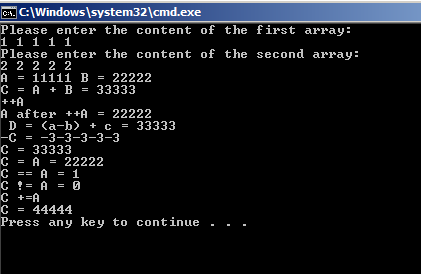 C:\Windows\system32\cmd.exe
Please enter the content of the first array:
1 1 1 1 1
Please enter the content of the second array:
2 2 2 2 2
A = 11111 B = 22222
C = A + B = 33333
++A
A after ++A = 22222
 D = (a-b) + c = 33333
-C = -3-3-3-3-3
C = 33333
C = A = 22222
C == A = 1
C != A = 0
C +=A
C = 44444
Press any key to continue . . .